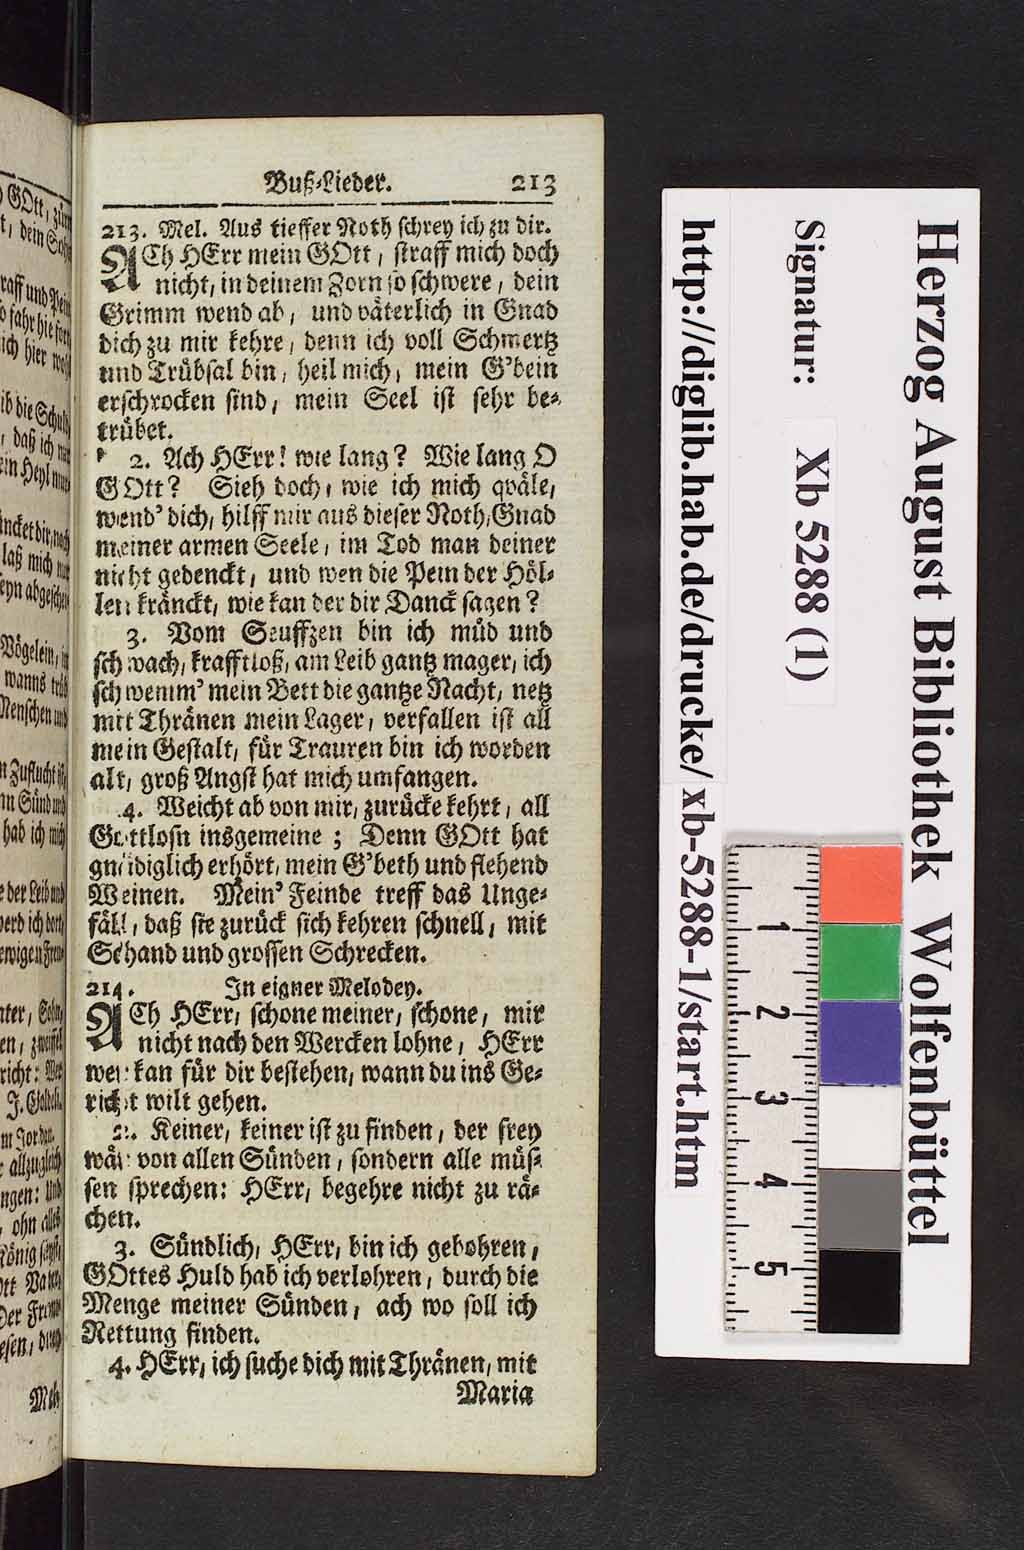 Buß-Lieder. 213
213. Mel. Aus tieffer Noth schrey ich zu dir.
ACh HErr mein GOtt, straff mich doch
nicht, in deinem Zorn so schwere, dein
Grimm wend ab, und väterlich in Gnad
dich zu mir kehre, denn ich voll Schmertz
und Trübsal bin, heil mich, mein G'bein
erschrocken sind, mein Seel ist sehr be-
trübet.
2. Ach HErr! wie lang? Wie lang O
GOtt? Sieh doch, wie ich mich qväle,
wend' dich, hilff mir aus dieser Noth, Gnad
meiner armen Seele, im Tod man deiner
nicht gedenckt, und wen die Pein der Höl-
len kränckt, wie kan der dir Danck sagen?
3. Vom Seuffzen bin ich müd und
schwach, krafftloß, am Leib gantz mager, ich
schwemm' mein Bett die gantze Nacht, netz
mit Thränen mein Lager, verfallen ist all
mein Gestalt, für Trauren bin ich worden
alt, groß Angst hat mich umfangen.
4. Weicht ab von mir, zurücke kehrt, all
Gottlosn insgemeine; Denn GOtt hat
gnädiglich erhört, mein G'beth und flehend
Weinen. Mein' Feinde treff das Unge-
fäll, daß sie zurück sich kehren schnell, mit
Schand und grossen Schrecken.
214. In eigner Melodey.
ACh HErr, schone meiner, schone, mir
nicht nach den Wercken lohne, HErr
wer kan für dir bestehen, wann du ins Ge-
richt wilt gehen.
2. Keiner, keiner ist zu finden, der frey
wär von allen Sünden, sondern alle müs-
sen sprechen: HErr, begehre nicht zu rä-
chen.
3. Sündlich, HErr, bin ich gebohren,
GOttes Huld hab ich verlohren, durch die
Menge meiner Sünden, ach wo soll ich
Rettung finden.
4. HErr, ich suche dich mit Thränen, mit
Maria
Herzog August Bibliothek Wolfenbüttel
Signatur: Xb 5288 (1)
http://diglib.hab.de/drucke/xb-5288-1/start.htm
1
2
3
4
5